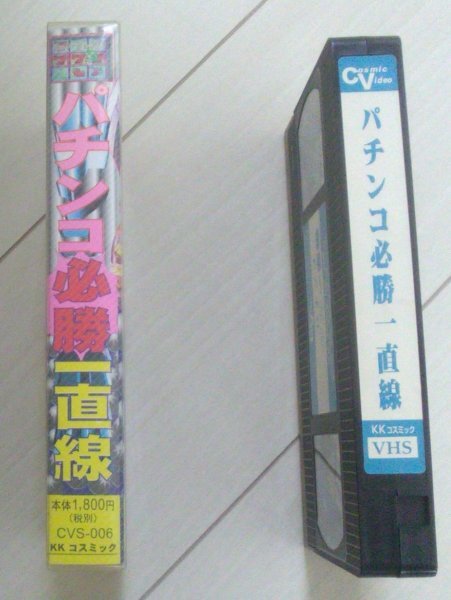 パチンコ必勝一直線
本体1,800円
(税別)
CVS-006
KK コスミック
Cosmic
Video
パチンコ必勝一直線
KKコスミック
VHS